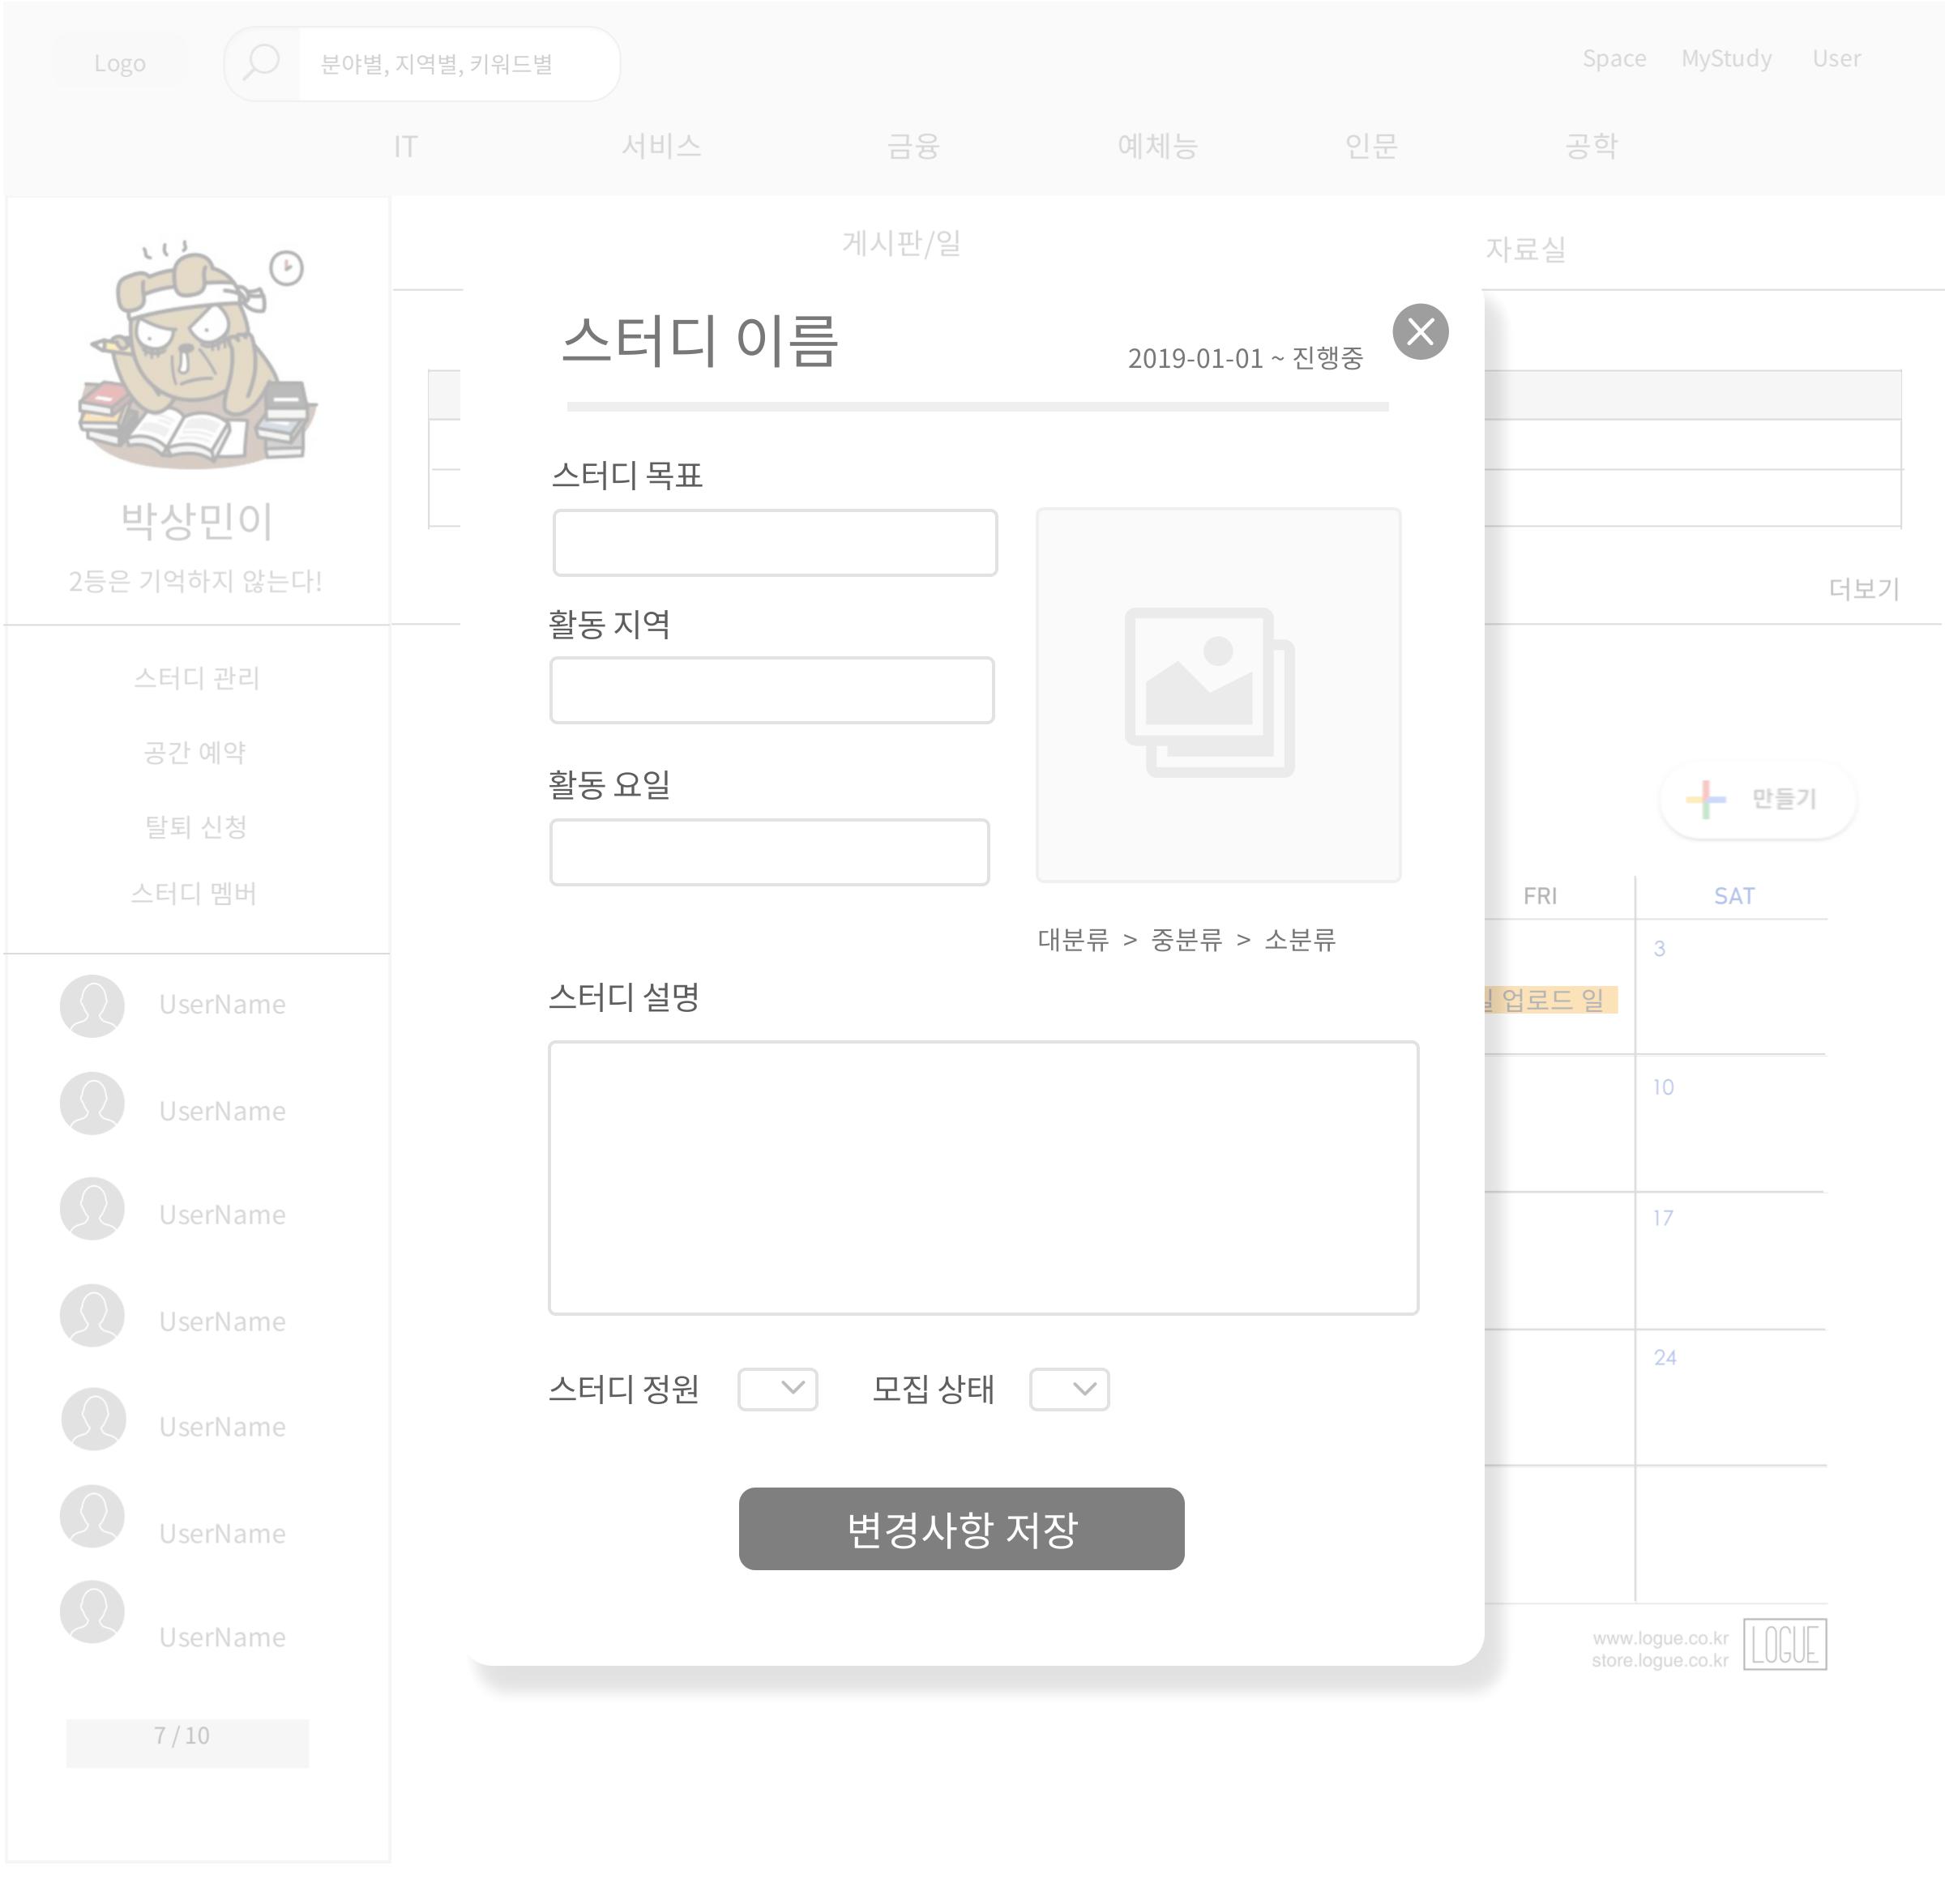 Logo
분야별, 지역별, 키워드별
Space MyStudy User
IT 서비스 금융 예체능 인문 공학
게시판/일
자료실
박상민이
2등은 기억하지 않는다!
스터디 관리
공간 예약
탈퇴 신청
스터디 멤버
UserName
UserName
UserName
UserName
UserName
UserName
UserName
7 / 10
스터디 이름
2019-01-01 ~ 진행중
스터디 목표
활동 지역
활동 요일
대분류 > 중분류 > 소분류
스터디 설명
스터디 정원
모집 상태
변경사항 저장
더보기
만들기
FRI SAT
3
업로드 일
10
17
24
www.logue.co.kr
store.logue.co.kr
LOGUE